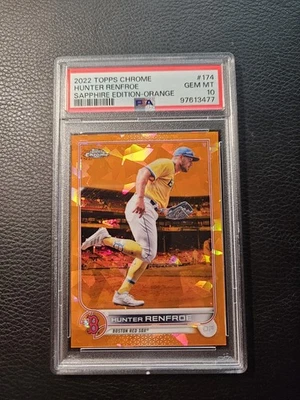 2022 TOPPS CHROME #174
HUNTER RENFROE GEM MT
SAPPHIRE EDITION-ORANGE 10
PSA 97613477
HUNTER RENFROE
BOSTON RED SOX®